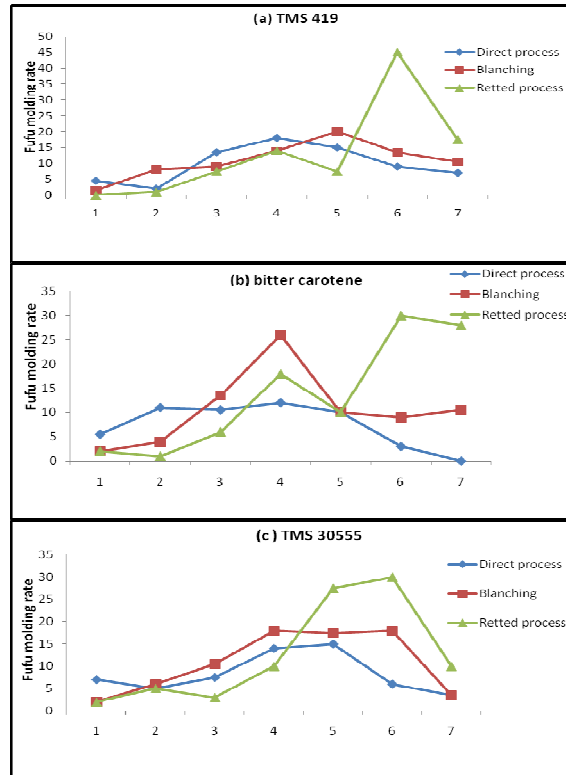 (a) TMS 419
Fufu molding rate
50
45
40
35
30
25
20
15
10
5
0
1 2 3 4 5 6 7
Direct process
Blanching
Retted process
(b) bitter carotene
Fufu molding rate
35
30
25
20
15
10
5
0
1 2 3 4 5 6 7
Direct process
Blanching
Retted process
(c ) TMS 30555
Fufu molding rate
35
30
25
20
15
10
5
0
1 2 3 4 5 6 7
Direct process
Blanching
Retted process